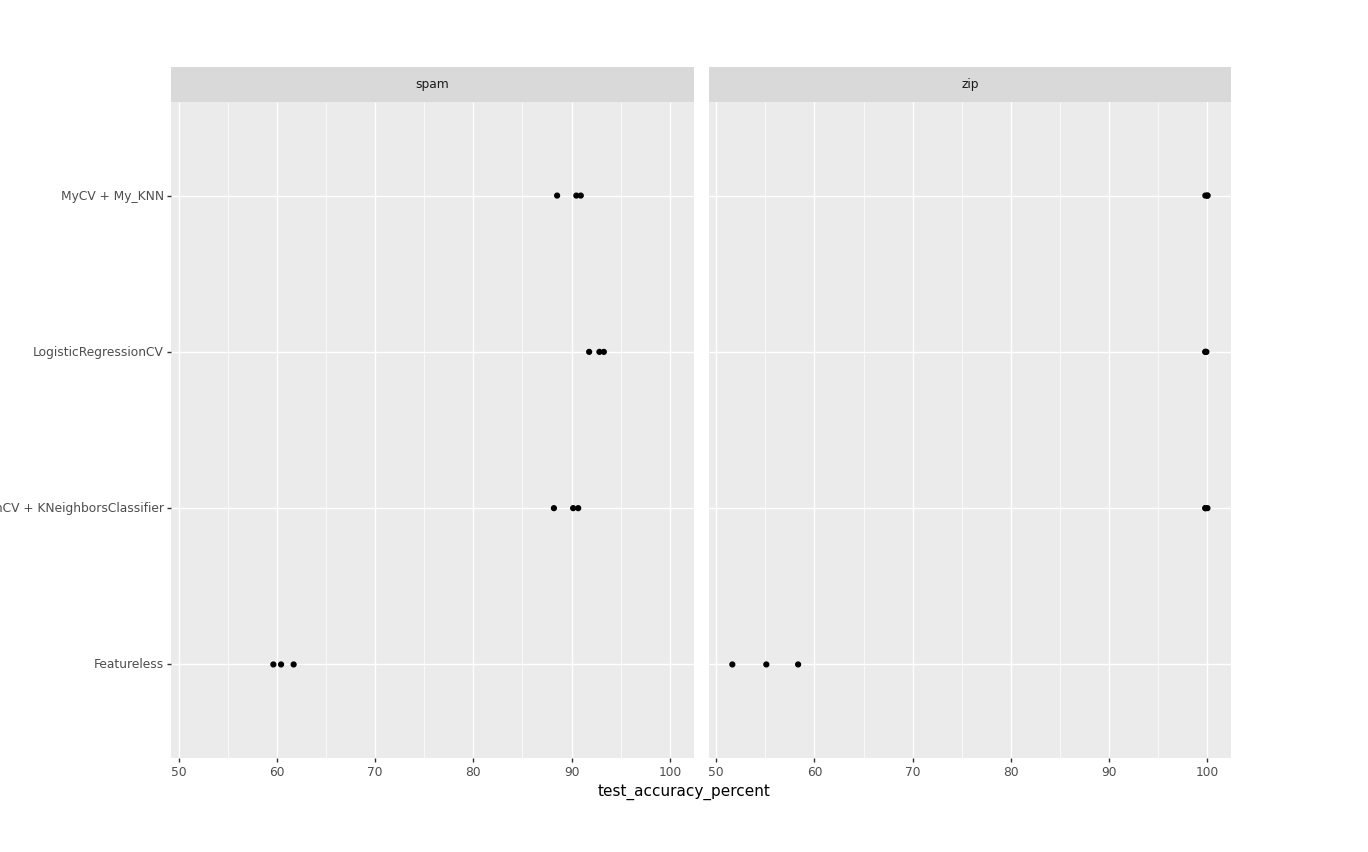 spam
zip
MyCV + My_KNN
LogisticRegressionCV
CV + KNeighborsClassifier
Featureless
50 60 70 80 90 100
50 60 70 80 90 100
test_accuracy_percent